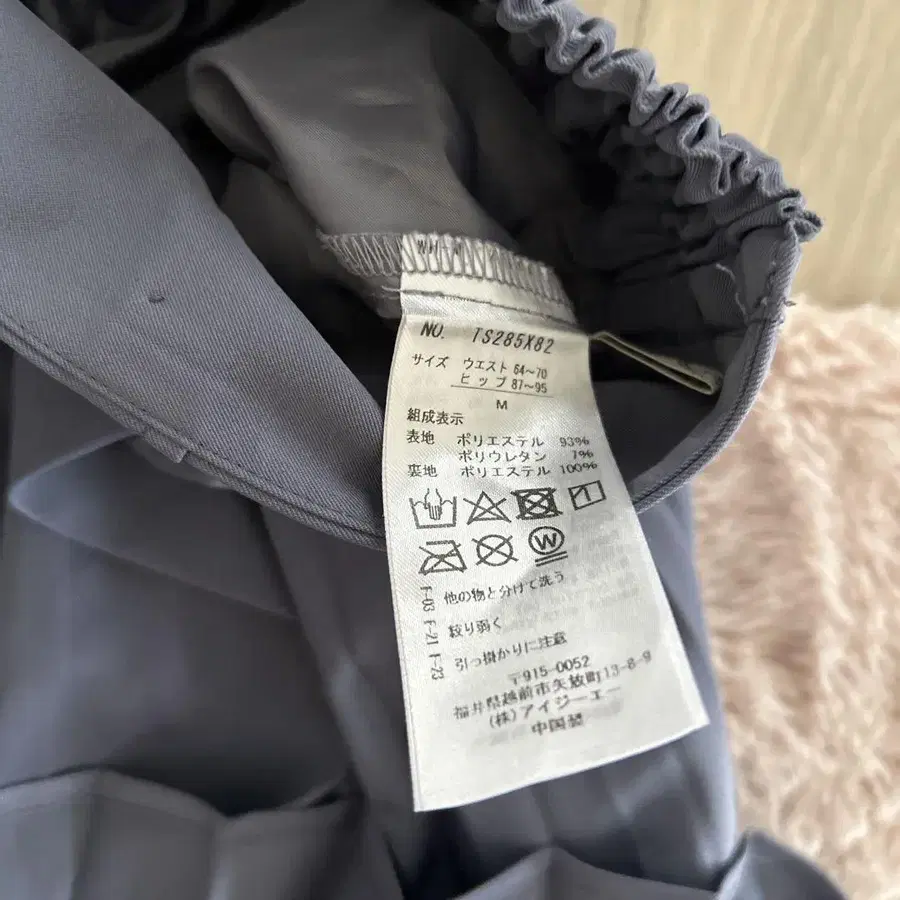 NO. TS285X82
サイズ ウエスト 64～70
ヒップ 87～95
M
組成表示
表地 ポリエステル 93%
ポリウレタン 7%
裏地 ポリエステル 100%
W
F-03 他の物と分けて洗う
F-21 絞り弱く
F-23 引っ掛かりに注意
〒915-0052
福井県越前市矢放町13-8-9
(株)アイジーエー
中国製